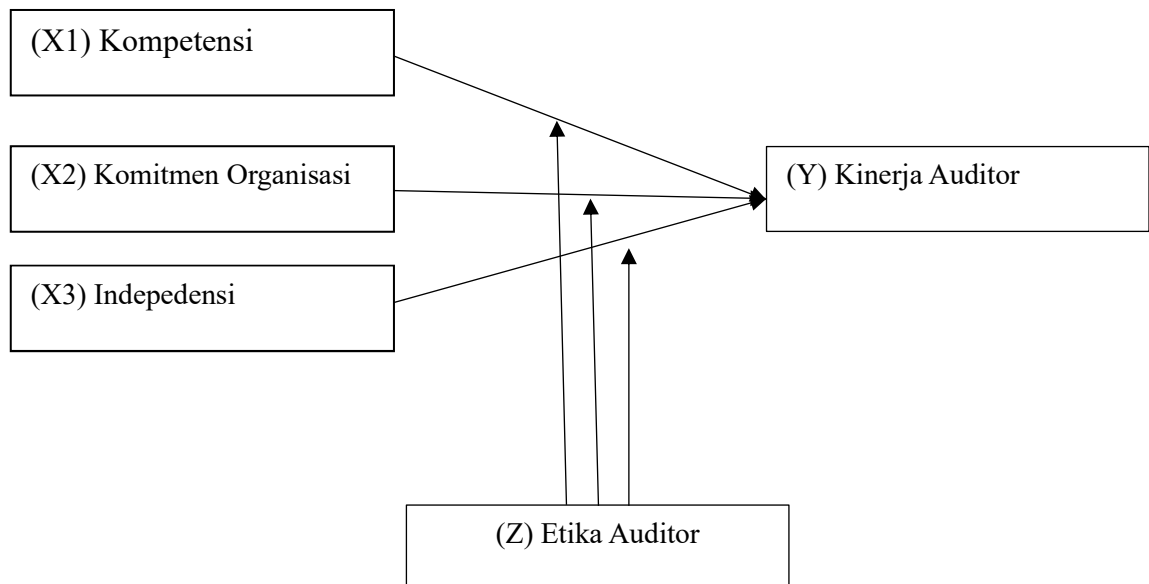 (X1) Kompetensi
(X2) Komitmen Organisasi
(Y) Kinerja Auditor
(X3) Indepedensi
(Z) Etika Auditor